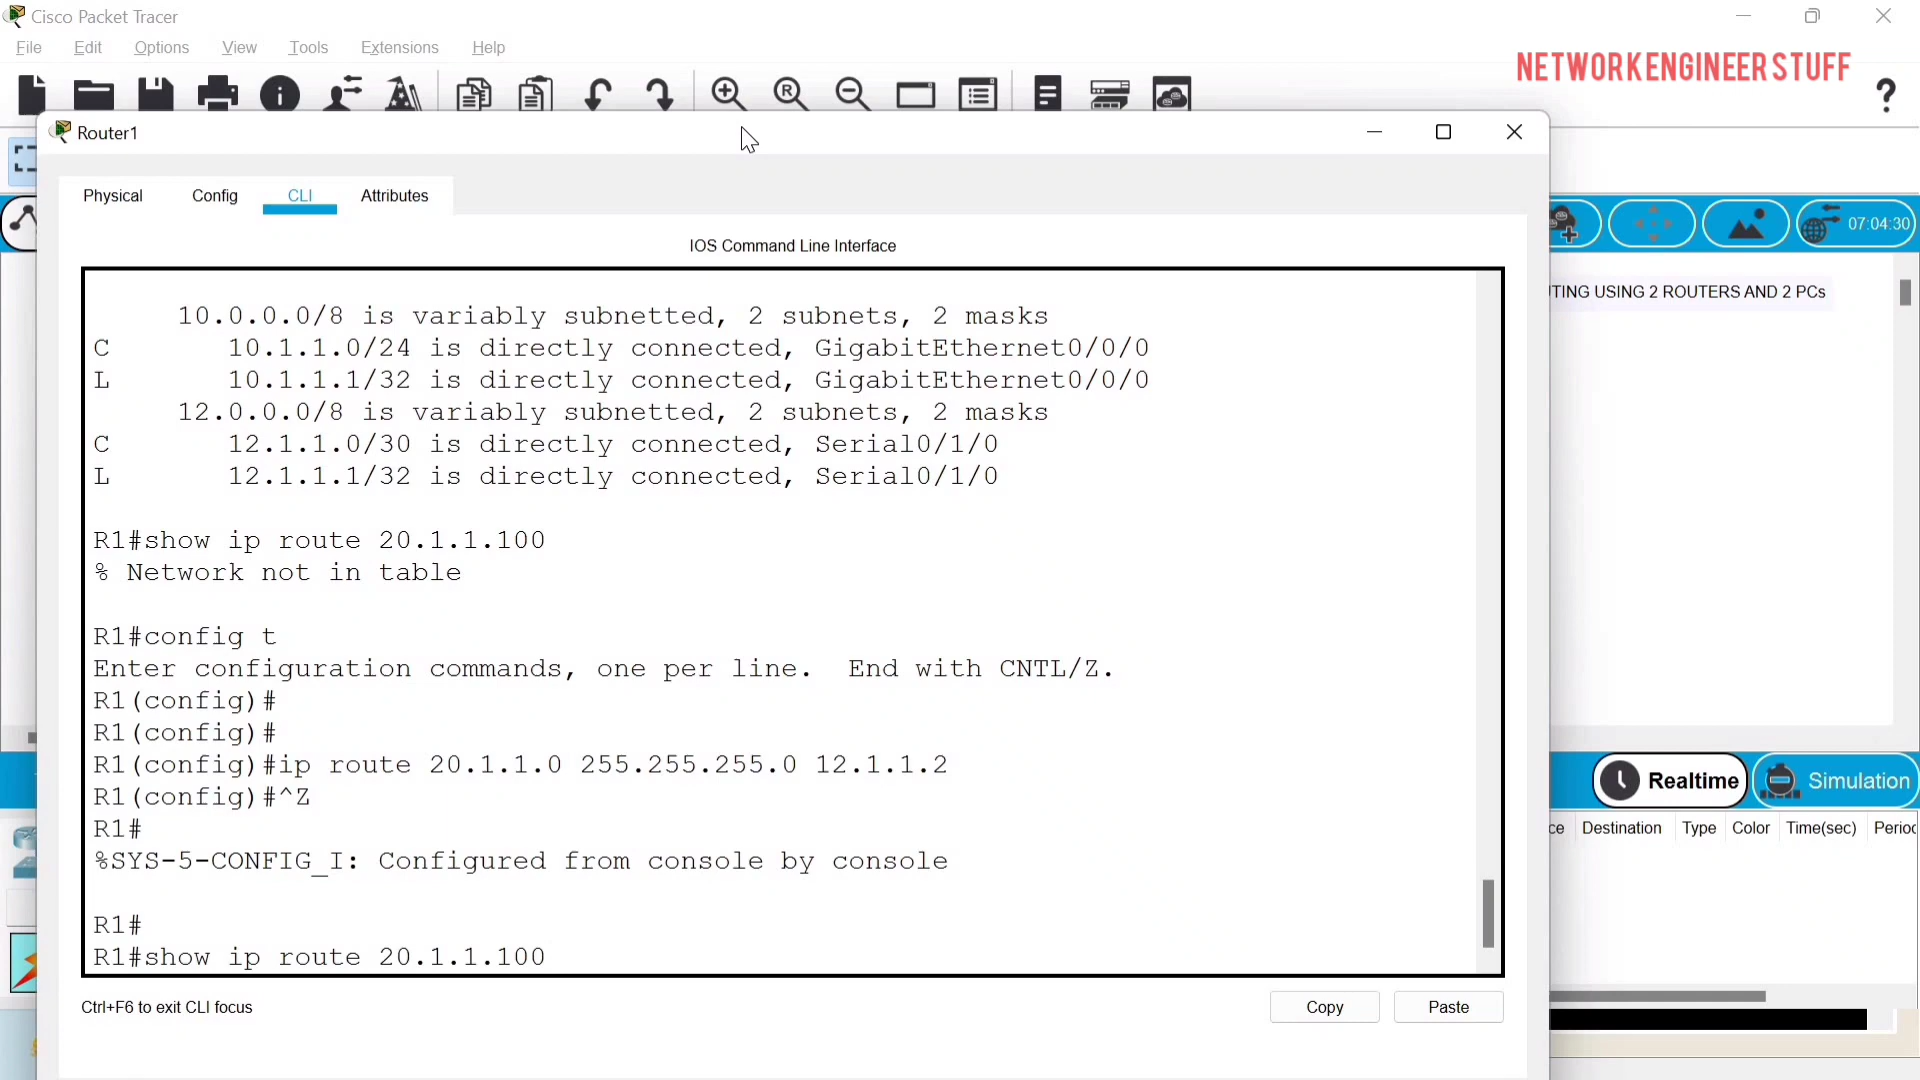 Cisco Packet Tracer
File Edit Options View Tools Extensions Help
NETWORKENGINEER STUFF
Router1
Physical Config CLI Attributes
07:04:30
IOS Command Line Interface
TING USING 2 ROUTERS AND 2 PCs
10.0.0.0/8 is variably subnetted, 2 subnets, 2 masks
C 10.1.1.0/24 is directly connected, GigabitEthernet0/0/0
L 10.1.1.1/32 is directly connected, GigabitEthernet0/0/0
12.0.0.0/8 is variably subnetted, 2 subnets, 2 masks
C 12.1.1.0/30 is directly connected, Serial0/1/0
L 12.1.1.1/32 is directly connected, Serial0/1/0
R1#show ip route 20.1.1.100
% Network not in table
R1#config t
Enter configuration commands, one per line. End with CNTL/Z.
R1(config)#
R1(config)#
R1(config)#ip route 20.1.1.0 255.255.255.0 12.1.1.2
R1(config)#^Z
R1#
%SYS-5-CONFIG_I: Configured from console by console
R1#
R1#show ip route 20.1.1.100
Realtime Simulation
ce Destination Type Color Time(sec) Perioc
Ctrl+F6 to exit CLI focus
Copy Paste